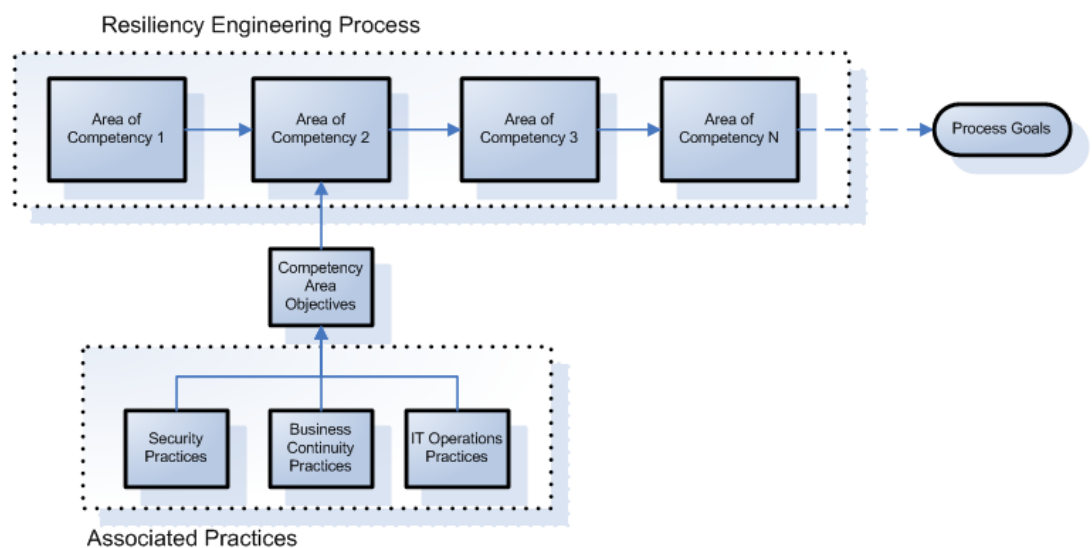 Resiliency Engineering Process
Area of
Competency 1
Area of
Competency 2
Area of
Competency 3
Area of
Competency N
Process Goals
Competency
Area
Objectives
Security
Practices
Business
Continuity
Practices
IT Operations
Practices
Associated Practices